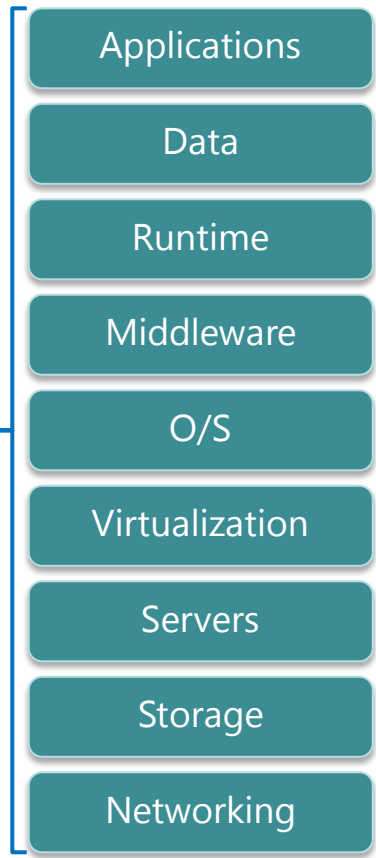 Applications
Data
Runtime
Middleware
O/S
Virtualization
Servers
Storage
Networking